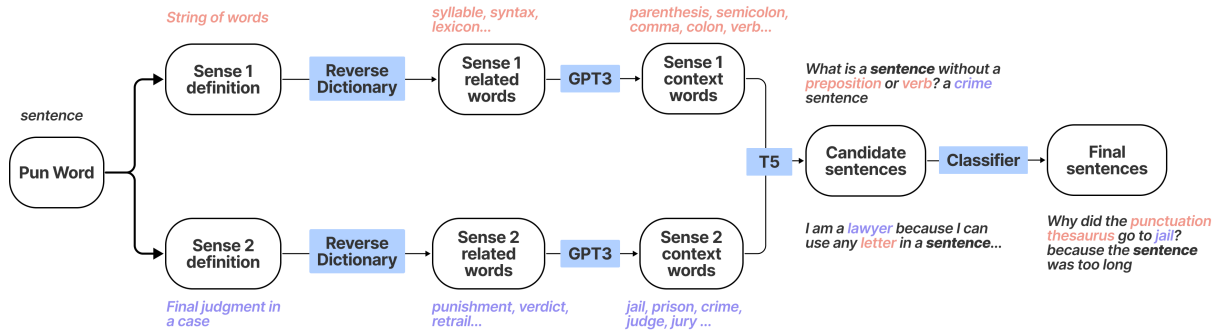 String of words
syllable, syntax,
lexicon...
parenthesis, semicolon,
comma, colon, verb...
Sense 1
definition
Reverse
Dictionary
Sense 1
related
words
GPT3
Sense 1
context
words
What is a sentence without a
preposition or verb? a crime
sentence
sentence
Pun Word
T5
Candidate
sentences
Classifier
Final
sentences
Sense 2
definition
Reverse
Dictionary
Sense 2
related
words
GPT3
Sense 2
context
words
I am a lawyer because I can
use any letter in a sentence...
Why did the punctuation
thesaurus go to jail?
because the sentence
was too long
Final judgment in
a case
punishment, verdict,
retrail...
jail, prison, crime,
judge, jury ...